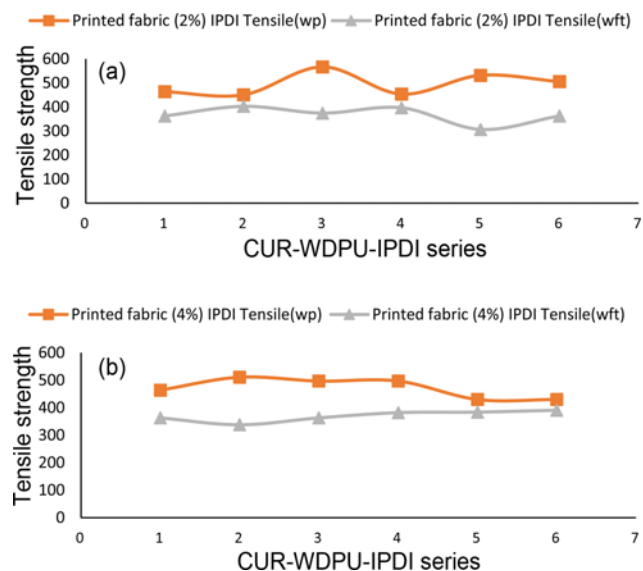 Printed fabric (2%) IPDI Tensile(wp) Printed fabric (2%) IPDI Tensile(wft)
(a)
Tensile strength
600
500
400
300
200
100
0
0 1 2 3 4 5 6 7
CUR-WDPU-IPDI series
Printed fabric (4%) IPDI Tensile(wp) Printed fabric (4%) IPDI Tensile(wft)
(b)
Tensile strength
600
500
400
300
200
100
0
0 1 2 3 4 5 6 7
CUR-WDPU-IPDI series